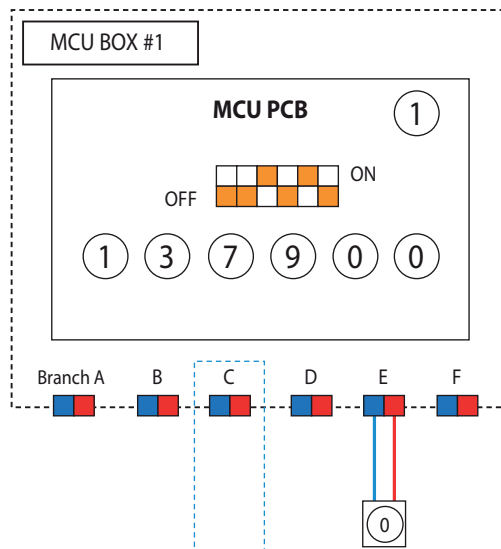 MCU BOX #1
MCU PCB
1
ON
OFF
1 3 7 9 0 0
Branch A B C D E F
0